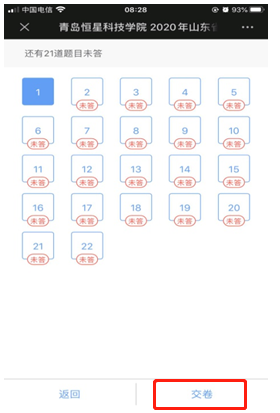 中国电信 08:28 93%
青岛恒星科技学院 2020年山东省
还有21道题目未答
1 2 3 4 5
未答 未答 未答 未答
6 7 8 9 10
未答 未答 未答 未答 未答
11 12 13 14 15
未答 未答 未答 未答 未答
16 17 18 19 20
未答 未答 未答 未答 未答
21 22
未答 未答
返回 交卷